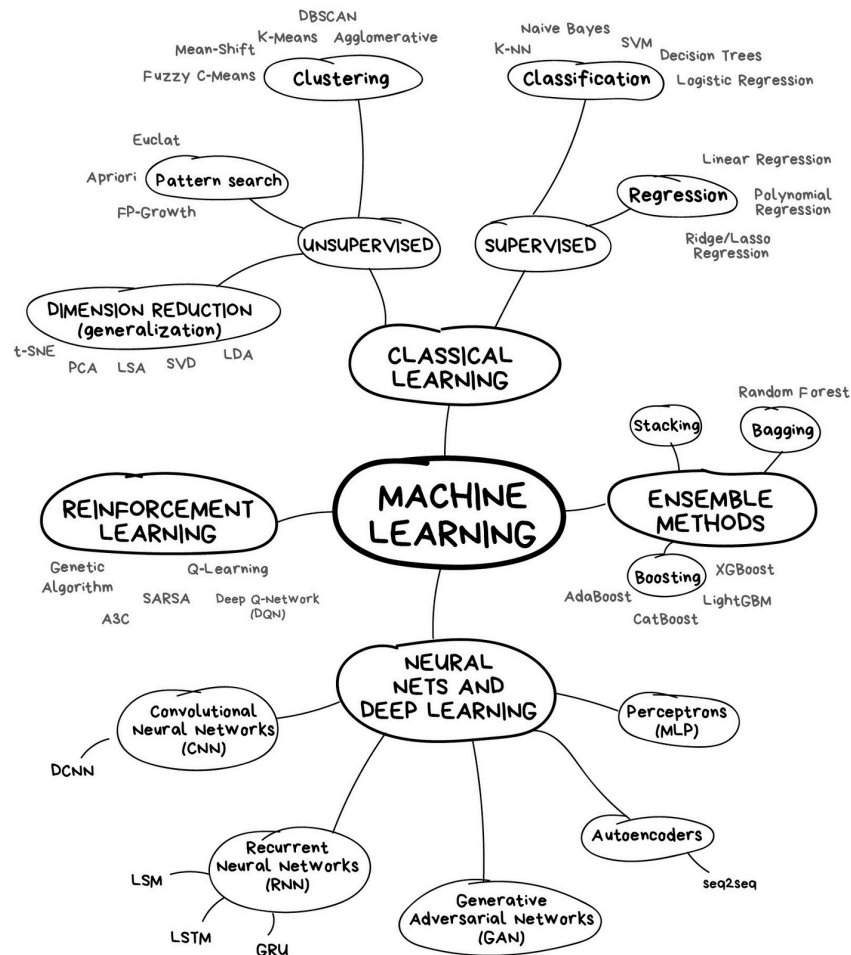 DBSCAN
K-Means
Agglomerative
Mean-Shift
Fuzzy C-Means
Clustering
Naive Bayes
K-NN
SVM
Decision Trees
Logistic Regression
Classification
Euclat
Apriori
Pattern search
FP-Growth
Linear Regression
Regression
Polynomial
Regression
Ridge/Lasso
Regression
UNSUPERVISED
SUPERVISED
DIMENSION REDUCTION
(generalization)
t-SNE
PCA
LSA
SVD
LDA
CLASSICAL
LEARNING
Random Forest
Stacking
Bagging
REINFORCEMENT
LEARNING
MACHINE
LEARNING
ENSEMBLE
METHODS
Genetic
Algorithm
Q-Learning
SARSA
Deep Q-Network
(DQN)
A3C
Boosting
XGBoost
AdaBoost
LightGBM
CatBoost
NEURAL
NETS AND
DEEP LEARNING
Convolutional
Neural Networks
(CNN)
DCNN
Perceptrons
(MLP)
Recurrent
Neural Networks
(RNN)
LSM
LSTM
GRU
Autoencoders
seq2seq
Generative
Adversarial Networks
(GAN)